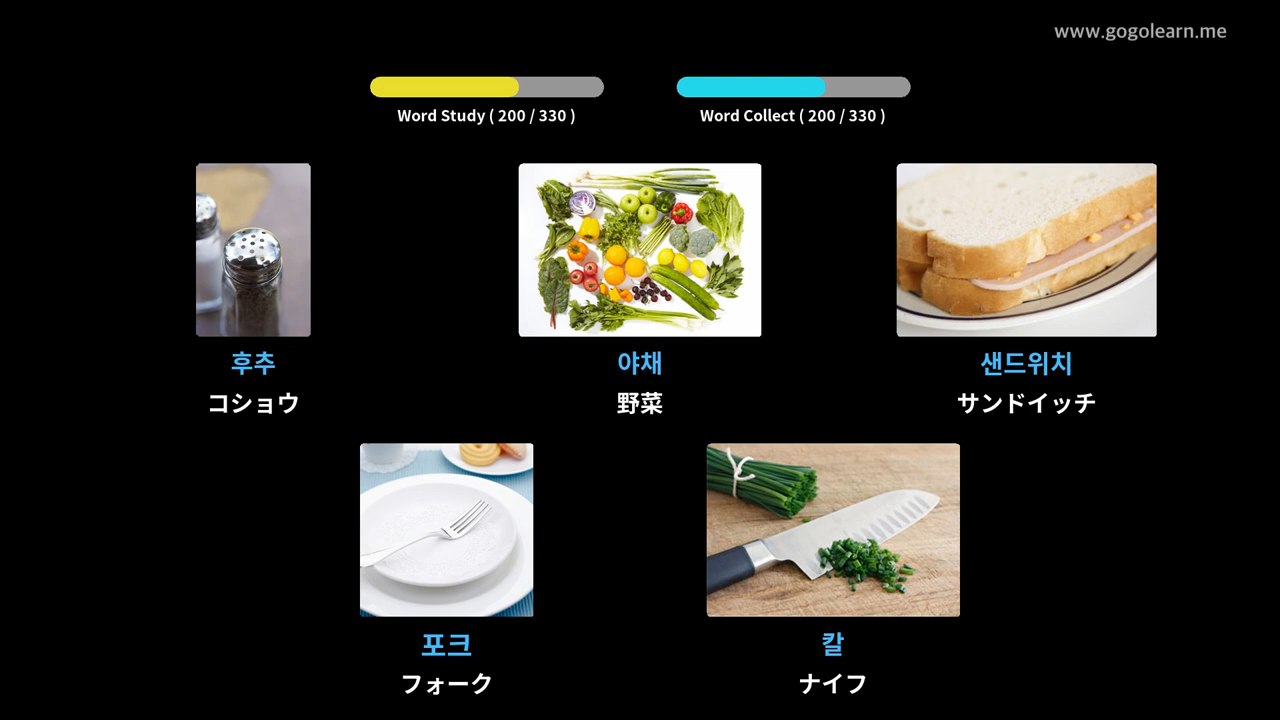 www.gogolearn.me
Word Study ( 200 / 330 )
Word Collect ( 200 / 330 )
후추
コショウ
야채
野菜
샌드위치
サンドイッチ
포크
フォーク
칼
ナイフ